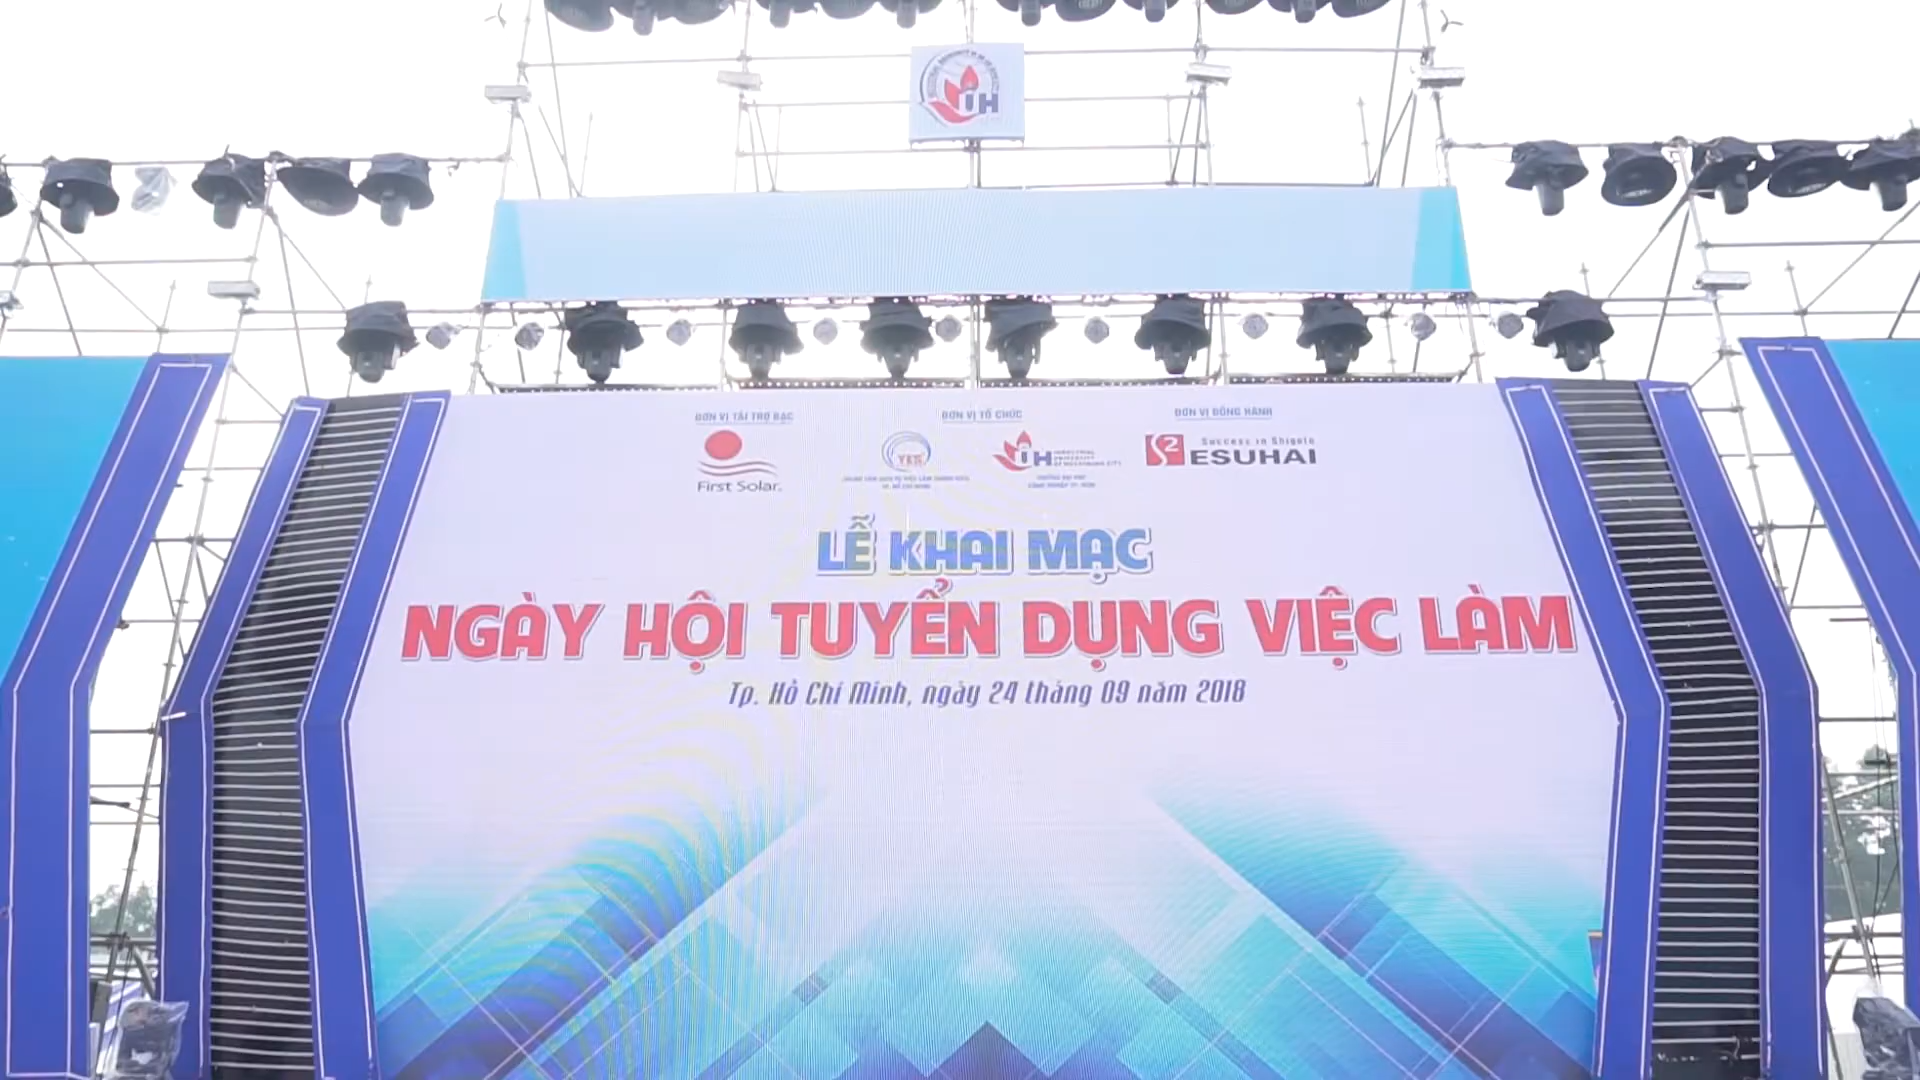 IH
ĐƠN VỊ TÀI TRỢ BẠC
ĐƠN VỊ TỔ CHỨC
ĐƠN VỊ ĐỒNG HÀNH
First Solar.
YES
IH
Success in Shigoto
ESUHAI
LỄ KHAI MẠC
NGÀY HỘI TUYỂN DỤNG VIỆC LÀM
Tp. Hồ Chí Minh, ngày 24 tháng 09 năm 2018